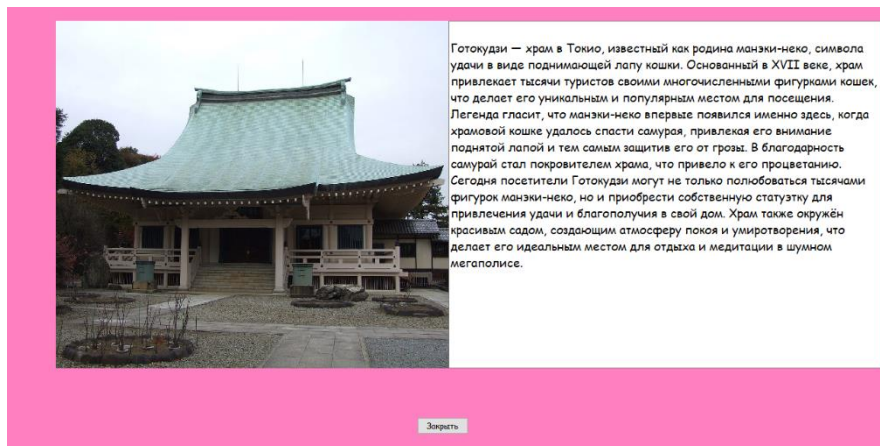 Готокудзи — храм в Токио, известный как родина манэки-неко, символа
удачи в виде поднимающей лапу кошки. Основанный в XVII веке, храм
привлекает тысячи туристов своими многочисленными фигурками кошек,
что делает его уникальным и популярным местом для посещения.
Легенда гласит, что манэки-неко впервые появился именно здесь, когда
храмовой кошке удалось спасти самурая, привлекая его внимание
поднятой лапой и тем самым защитив его от грозы. В благодарность
самурай стал покровителем храма, что привело к его процветанию.
Сегодня посетители Готокудзи могут не только полюбоваться тысячами
фигурок манэки-неко, но и приобрести собственную статуэтку для
привлечения удачи и благополучия в свой дом. Храм также окружён
красивым садом, создающим атмосферу покоя и умиротворения, что
делает его идеальным местом для отдыха и медитации в шумном
мегаполисе.
Закрыть